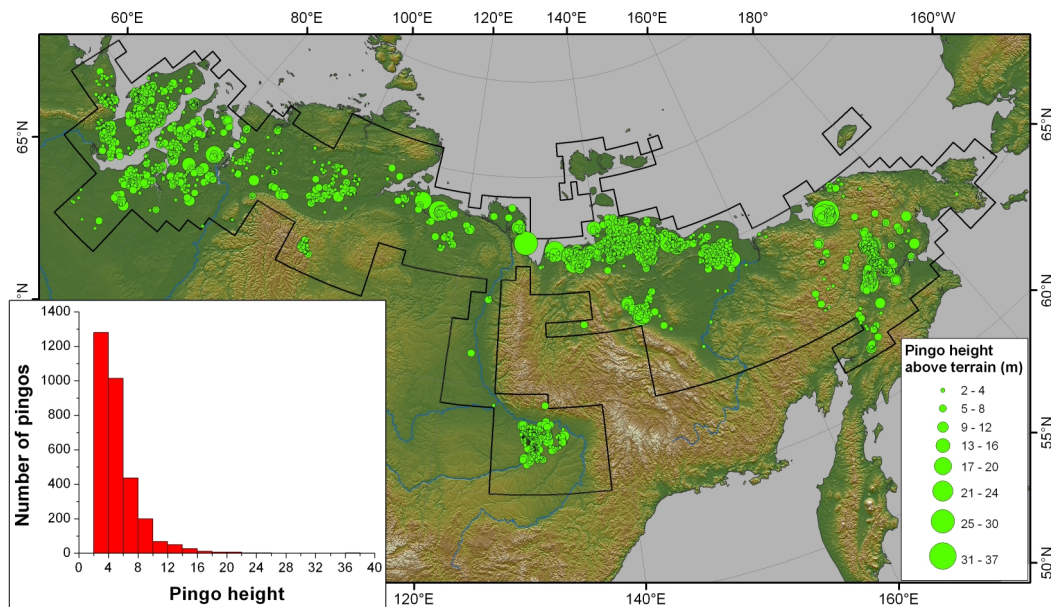 60°E 80°E 100°E 120°E 140°E 160°E 180° 160°W
65°N
65°N
60°N
55°N
50°N
120°E 140°E 160°E
Number of pingos
1400
1200
1000
800
600
400
200
0
0 4 8 12 16 20 24 28 32 36 40
Pingo height
Pingo height
above terrain (m)
2 - 4
5 - 8
9 - 12
13 - 16
17 - 20
21 - 24
25 - 30
31 - 37